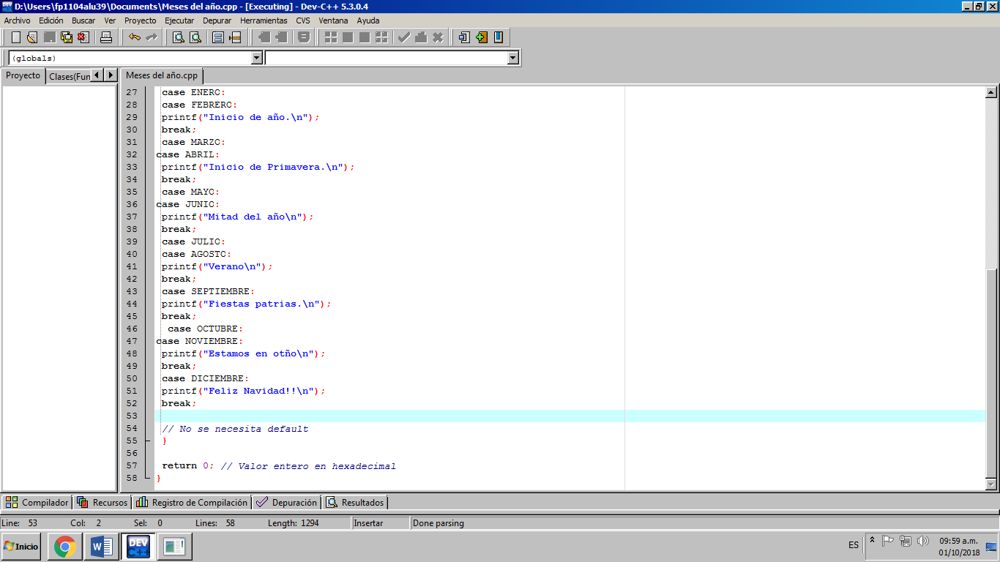 D:\Users\fp1104alu39\Documents\Meses del año.cpp - [Executing] - Dev-C++ 5.3.0.4
Archivo Edición Buscar Ver Proyecto Ejecutar Depurar Herramientas CVS Ventana Ayuda
(globals)
Proyecto Clases(Fun Meses del año.cpp
27 case ENERO:
28 case FEBRERO:
29 printf("Inicio de año.\n");
30 break;
31 case MARZO:
32 case ABRIL:
33 printf("Inicio de Primavera.\n");
34 break;
35 case MAYO:
36 case JUNIO:
37 printf("Mitad del año\n");
38 break;
39 case JULIO:
40 case AGOSTO:
41 printf("Verano\n");
42 break;
43 case SEPTIEMBRE:
44 printf("Fiestas patrias.\n");
45 break;
46 case OCTUBRE:
47 case NOVIEMBRE:
48 printf("Estamos en otño\n");
49 break;
50 case DICIEMBRE:
51 printf("Feliz Navidad!!\n");
52 break;
53
54 // No se necesita default
55 }
56
57 return 0; // Valor entero en hexadecimal
58 }
Compilador Recursos Registro de Compilación Depuración Resultados
Line: 53 Col: 2 Sel: 0 Lines: 58 Length: 1294 Insertar Done parsing
Inicio W DEV C++ ES 09:59 a.m.
01/10/2018